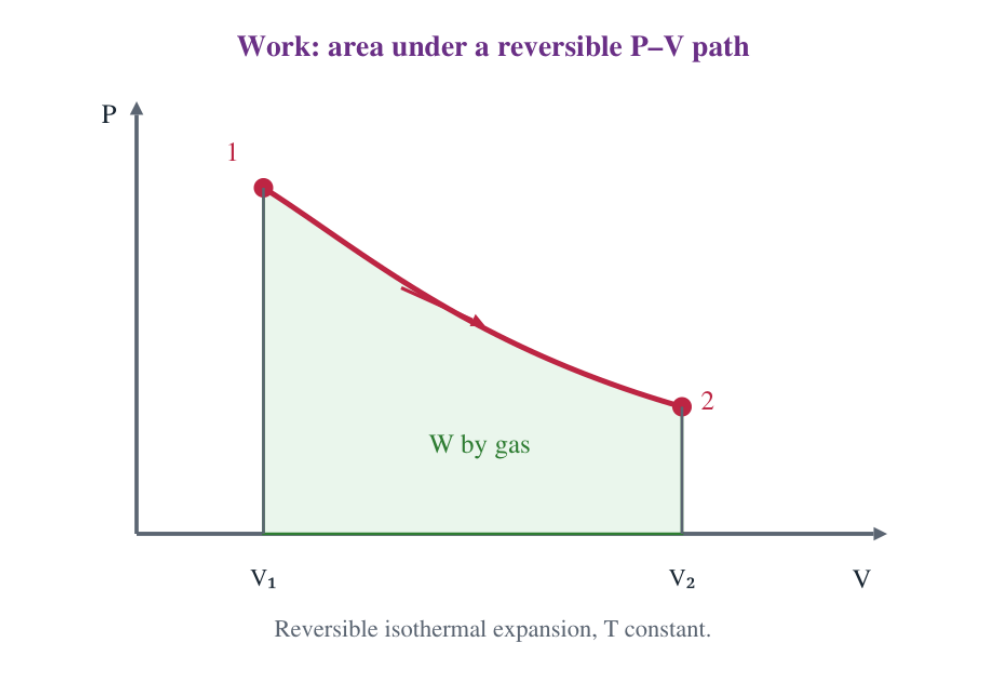 Work: area under a reversible P–V path
P
1
2
W by gas
V₁
V₂
V
Reversible isothermal expansion, T constant.